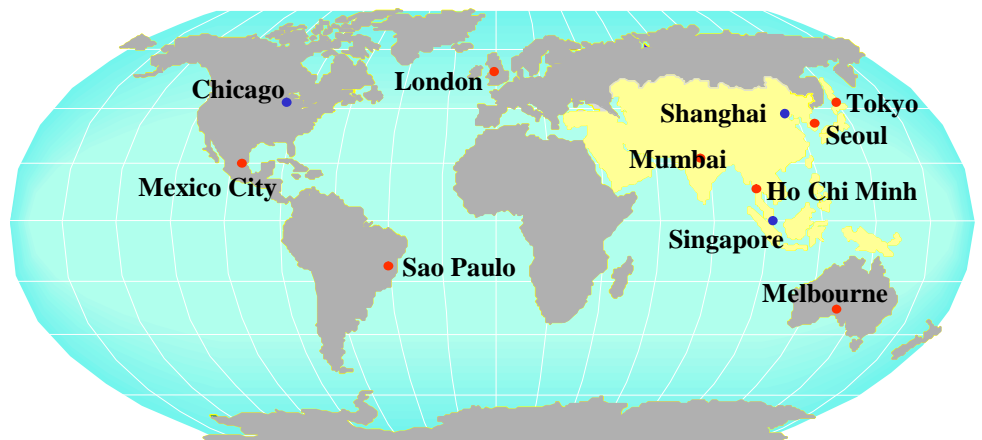 London
Chicago
Tokyo
Shanghai
Seoul
Mumbai
Mexico City
Ho Chi Minh
Singapore
Sao Paulo
Melbourne